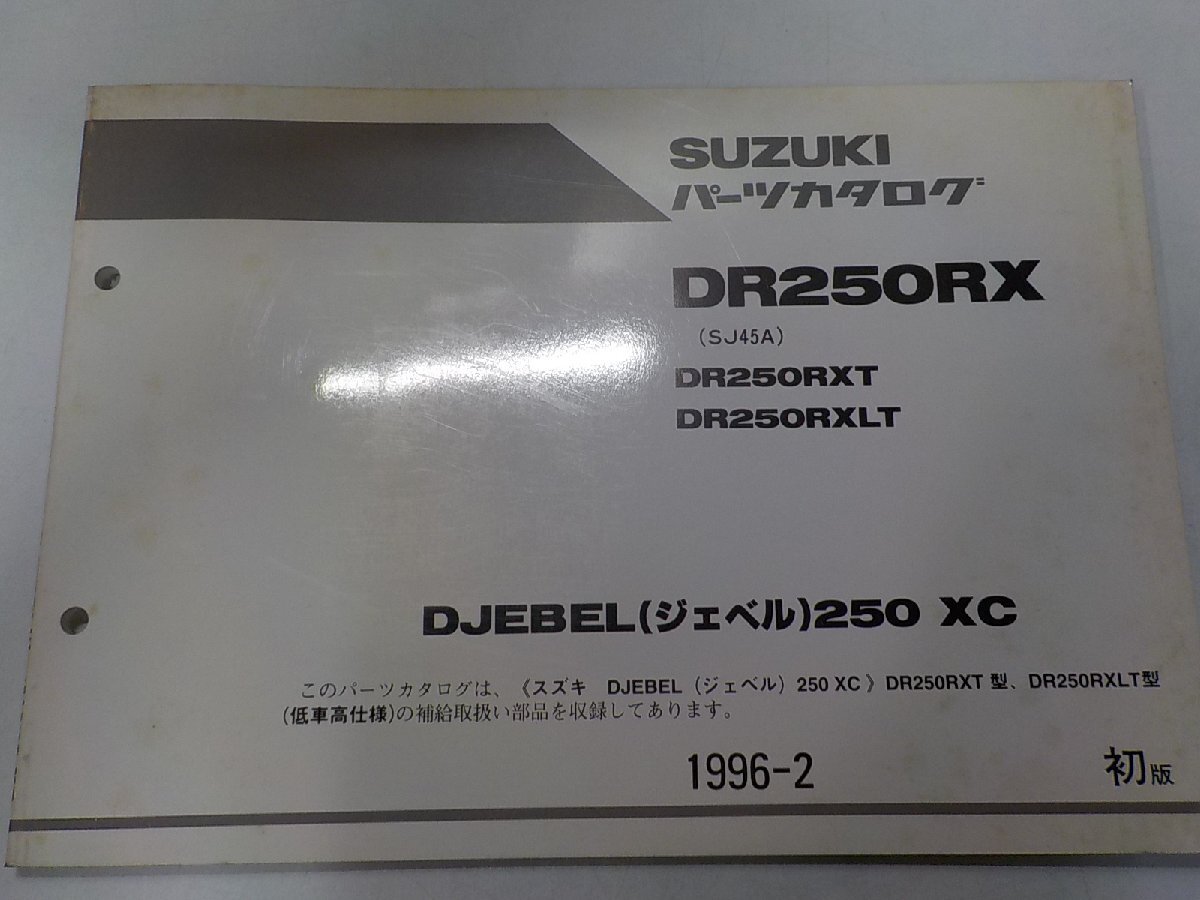 SUZUKI
パーツカタログ
DR250RX
(SJ45A)
DR250RXT
DR250RXLT
DJEBEL(ジェベル)250 XC
このパーツカタログは、《スズキ DJEBEL（ジェベル）250 XC》DR250RXT 型、DR250RXLT型
(低車高仕様)の補給取扱い部品を収録してあります。
1996-2 初版